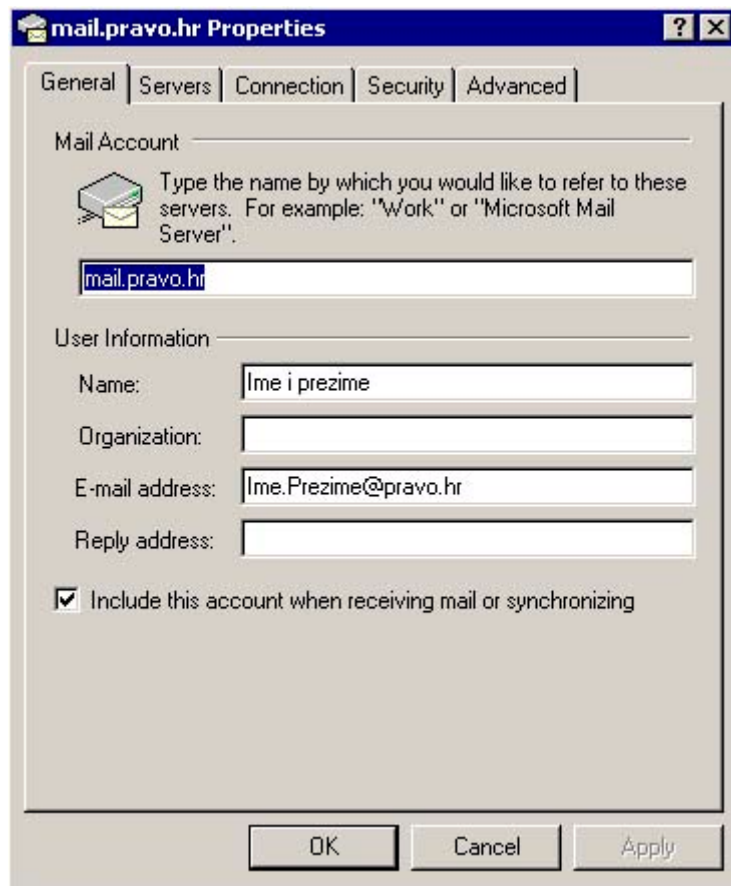 mail.pravo.hr Properties
General Servers Connection Security Advanced
Mail Account
Type the name by which you would like to refer to these
servers. For example: "Work" or "Microsoft Mail
Server".
mail.pravo.hr
User Information
Name: Ime i prezime
Organization:
E-mail address: Ime.Prezime@pravo.hr
Reply address:
Include this account when receiving mail or synchronizing
OK Cancel Apply